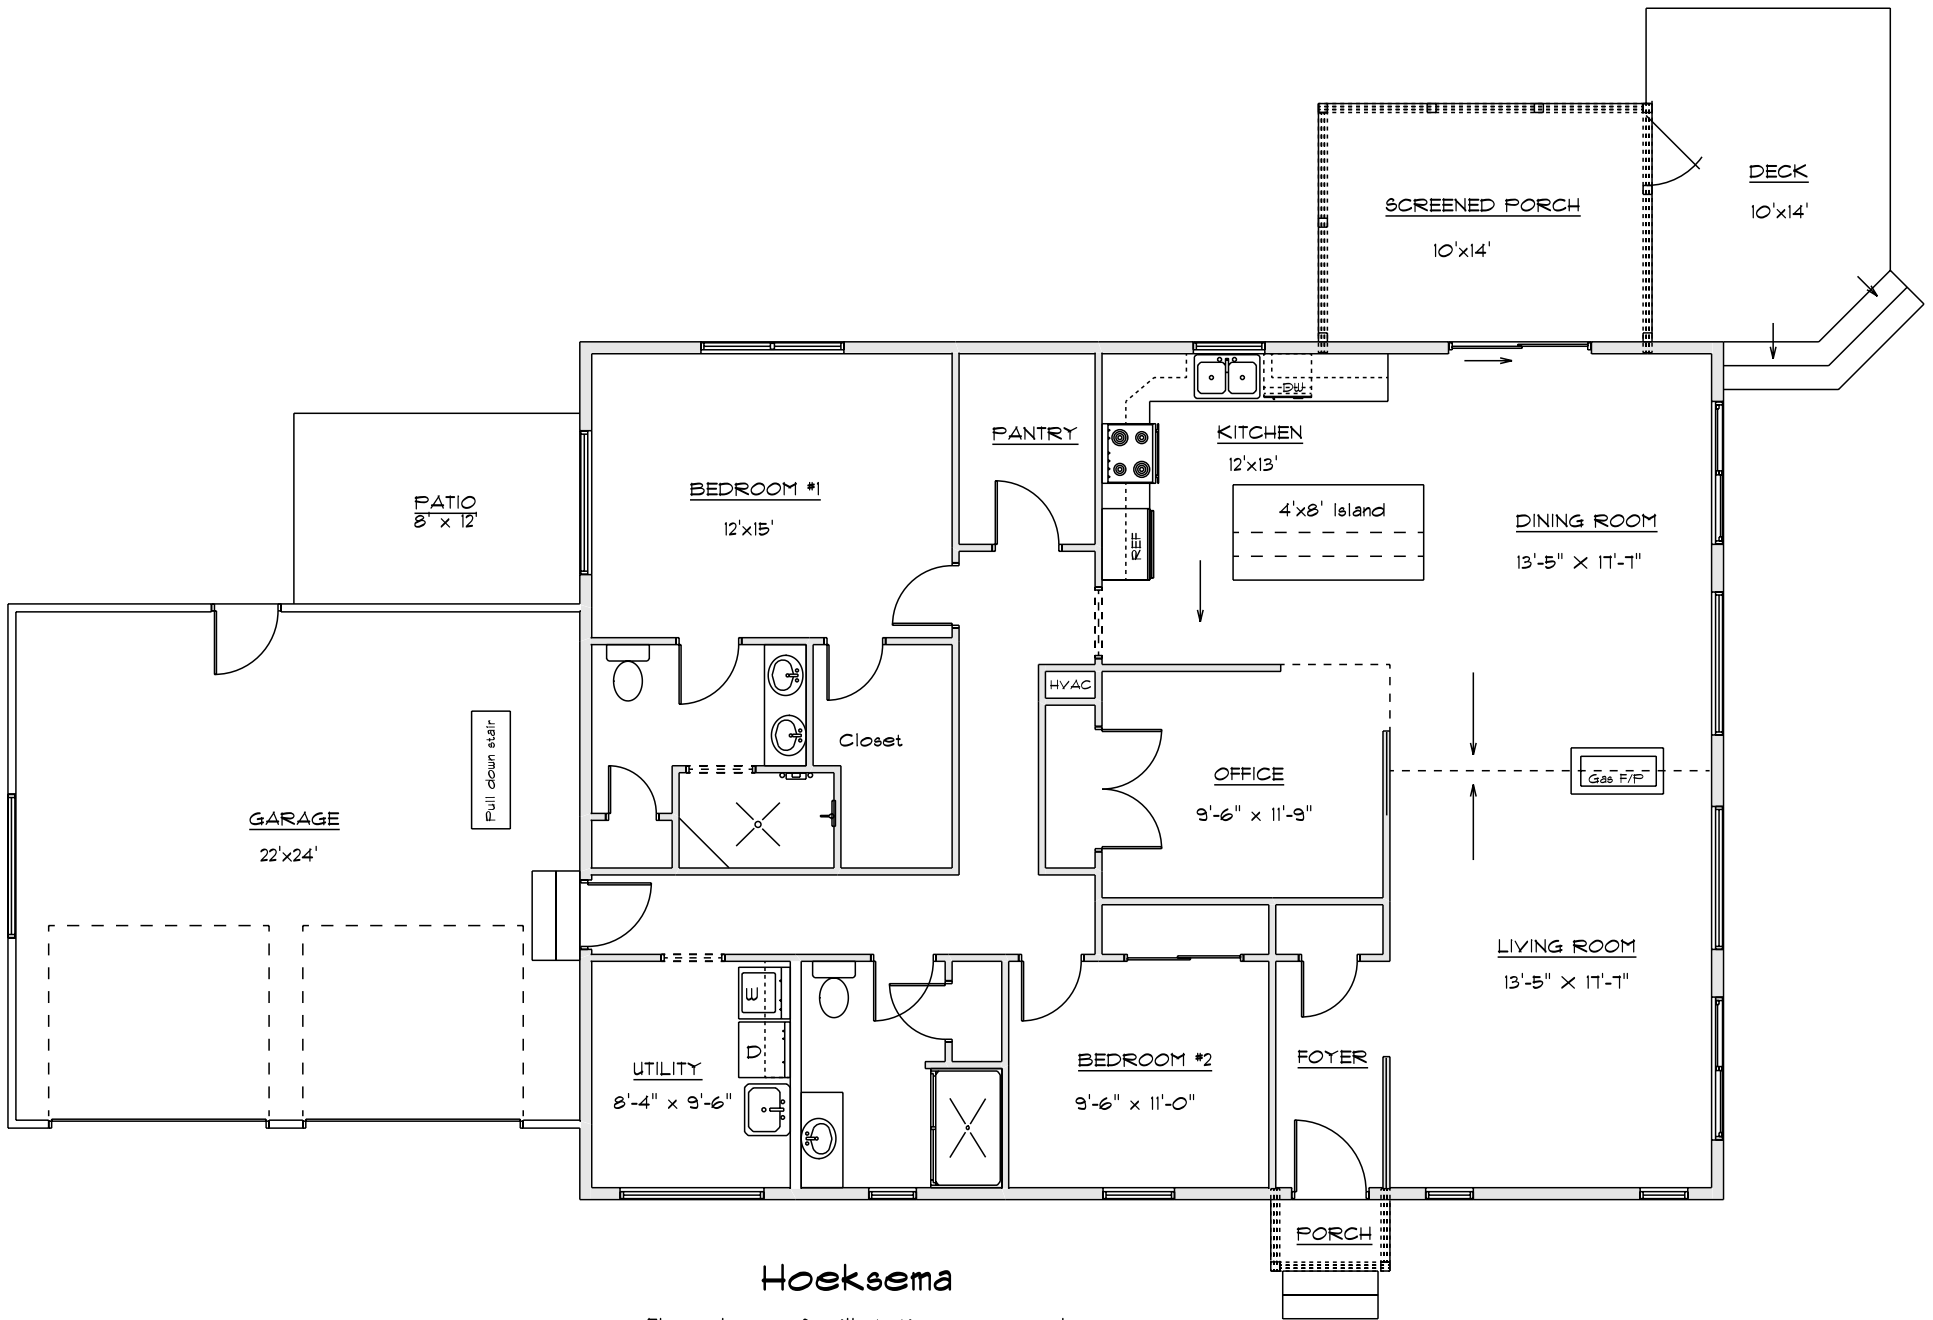 DECK
10'x14'
SCREENED PORCH
10'x14'
PANTRY
KITCHEN
12'x13'
DW
REF
4'x8' Island
DINING ROOM
13'-5" X 17'-7"
BEDROOM #1
12'x15'
PATIO
8' x 12'
HVAC
Closet
OFFICE
9'-6" x 11'-9"
Gas F/P
Pull down stair
GARAGE
22'x24'
LIVING ROOM
13'-5" X 17'-7"
W
D
UTILITY
8'-4" x 9'-6"
BEDROOM #2
9'-6" x 11'-0"
FOYER
PORCH
Hoeksema